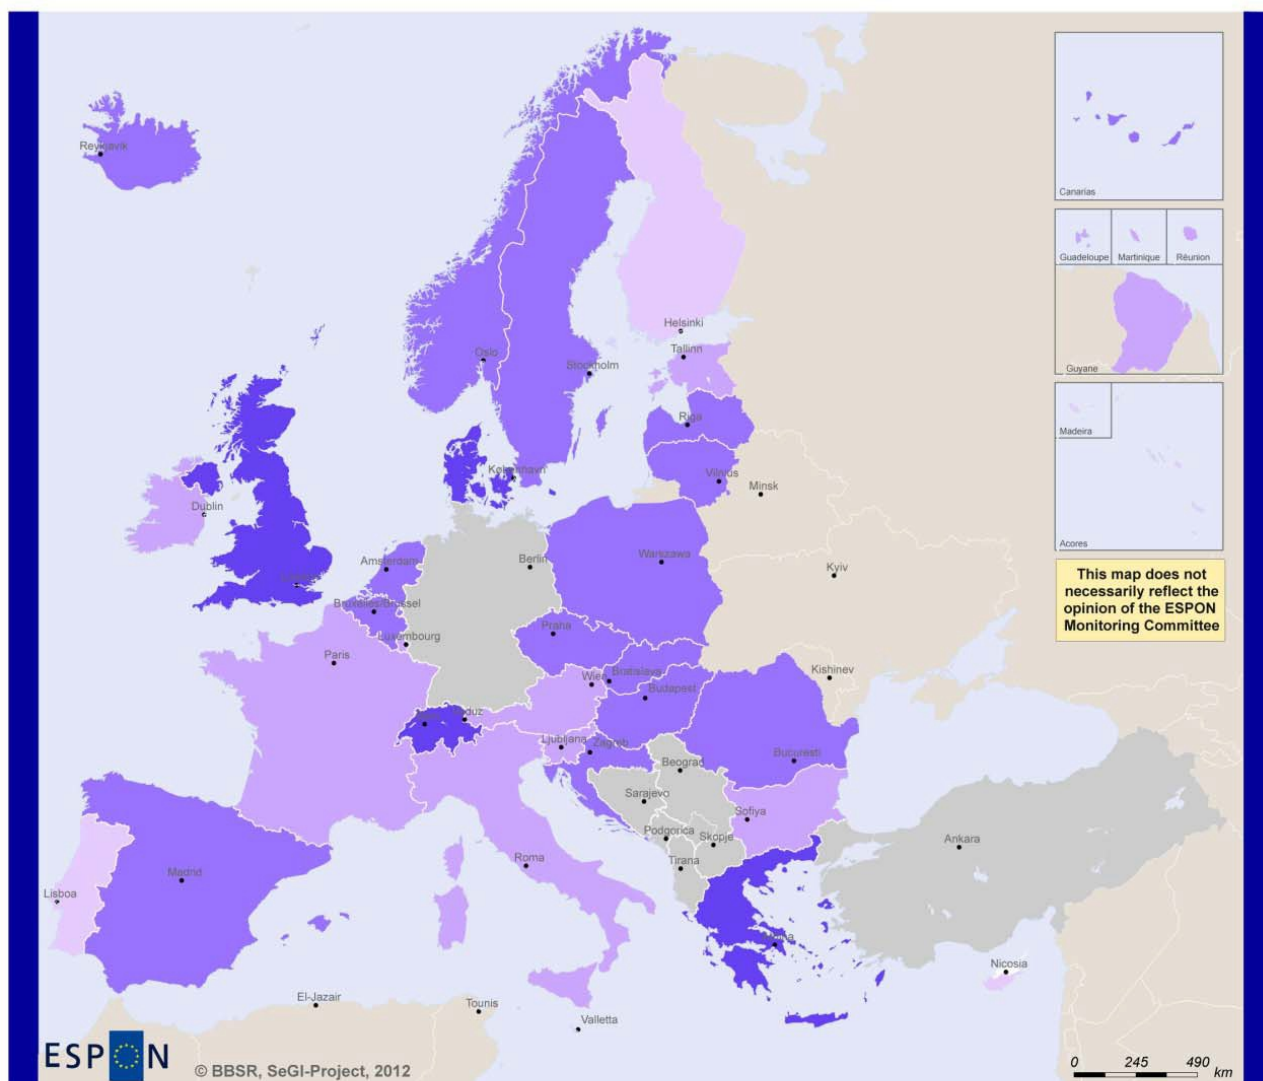 Canarias
Reykjavik
Guadeloupe
Martinique
Réunion
Helsinki
Tallinn
Oslo
Stockholm
Guyane
Riga
Madeira
København
Vilnius
Minsk
Dublin
Acores
Amsterdam
Berlin
Warszawa
Kyiv
This map does not
necessarily reflect the
opinion of the ESPON
Monitoring Committee
Bruxelles/Brussel
Praha
Luxembourg
Paris
Wien
Bratislava
Budapest
Kishinev
Ljubljana
Zagreb
Bucuresti
Beograd
Sarajevo
Sofiya
Podgorica
Skopje
Ankara
Tirana
Roma
Madrid
Lisboa
Nicosia
El-Jazair
Tounis
Valletta
ESPON
© BBSR, SeGI-Project, 2012
0 245 490
km